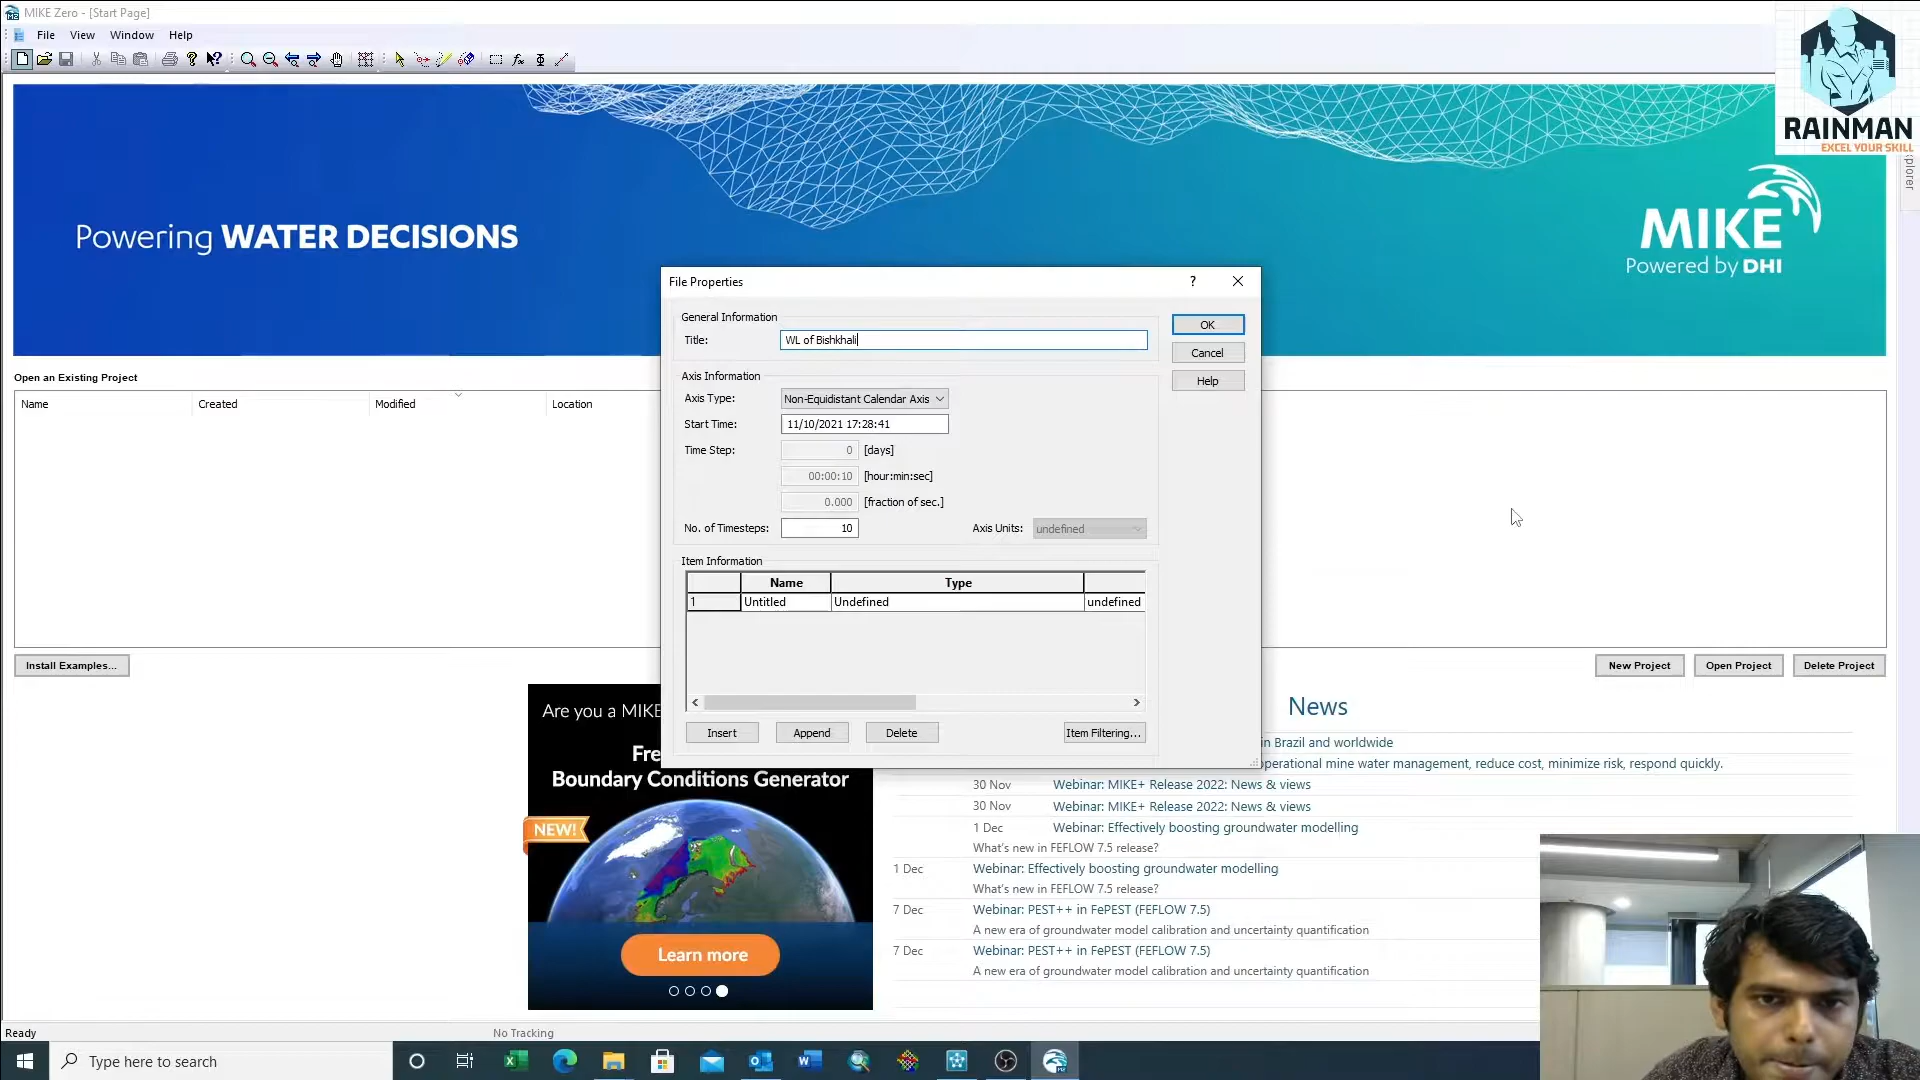 MIKE Zero - [Start Page]
File View Window Help
RAINMAN
EXCEL YOUR SKILL
plorer
Powering WATER DECISIONS
MIKE
Powered by DHI
File Properties
General Information
Title: WL of Bishkhali
OK
Cancel
Help
Axis Information
Axis Type: Non-Equidistant Calendar Axis
Start Time: 11/10/2021 17:28:41
Time Step: 0 [days]
00:00:10 [hour:min:sec]
0.000 [fraction of sec.]
No. of Timesteps: 10 Axis Units: undefined
Item Information
Name Type
1 Untitled Undefined undefined
Insert Append Delete Item Filtering...
Open an Existing Project
Name Created Modified Location
Install Examples... New Project Open Project Delete Project
Are you a MIKE
Fre
Boundary Conditions Generator
NEW!
Learn more
News
in Brazil and worldwide
operational mine water management, reduce cost, minimize risk, respond quickly.
30 Nov Webinar: MIKE+ Release 2022: News & views
30 Nov Webinar: MIKE+ Release 2022: News & views
1 Dec Webinar: Effectively boosting groundwater modelling
What's new in FEFLOW 7.5 release?
1 Dec Webinar: Effectively boosting groundwater modelling
What's new in FEFLOW 7.5 release?
7 Dec Webinar: PEST++ in FePEST (FEFLOW 7.5)
A new era of groundwater model calibration and uncertainty quantification
7 Dec Webinar: PEST++ in FePEST (FEFLOW 7.5)
A new era of groundwater model calibration and uncertainty quantification
Ready No Tracking
Type here to search